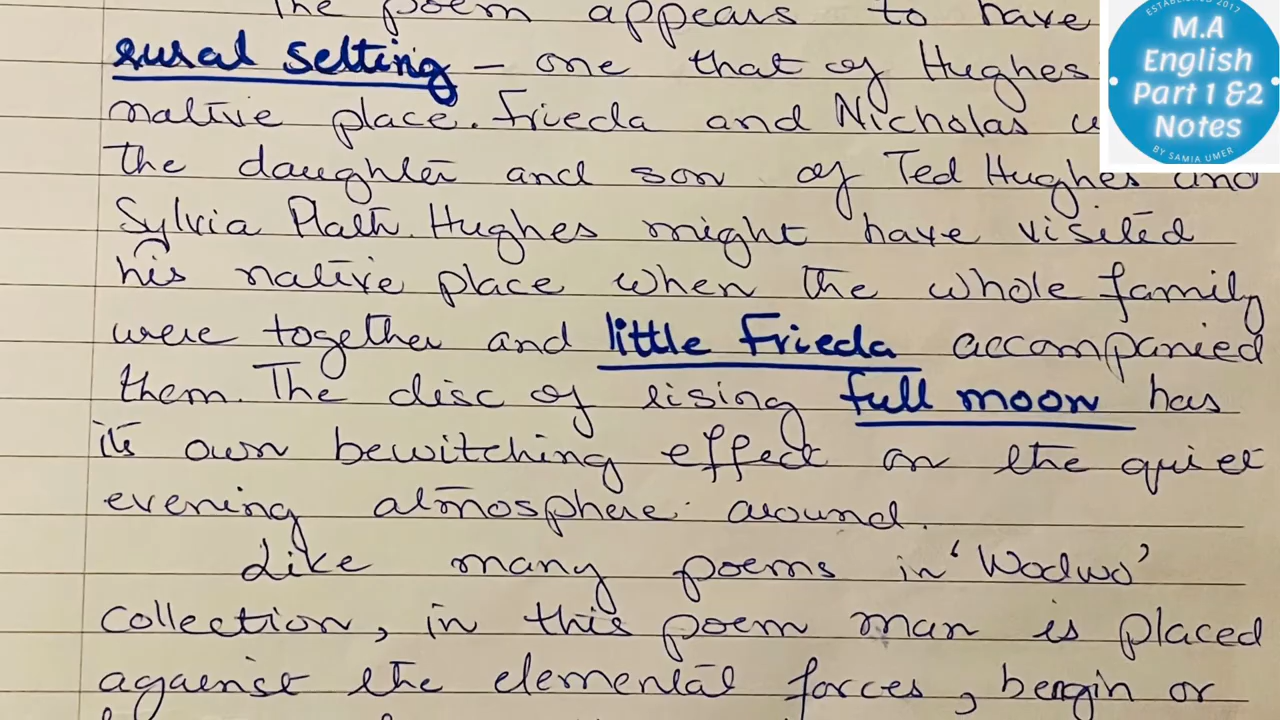 The poem appears to have
rural setting – one that of Hughes
native place. Frieda and Nicholas
the daughter and son of Ted Hughes and
Sylvia Plath. Hughes might have visited
his native place when the whole family
were together and little Frieda accompanied
them. The disc of rising full moon has
its own bewitching effect on the quiet
evening atmosphere around.
Like many poems in 'Wodwo'
collection, in this poem man is placed
against the elemental forces, bengin or
ESTABLISHED 2017
M.A
English
Part 1 &2
Notes
BY SAMIA UMER